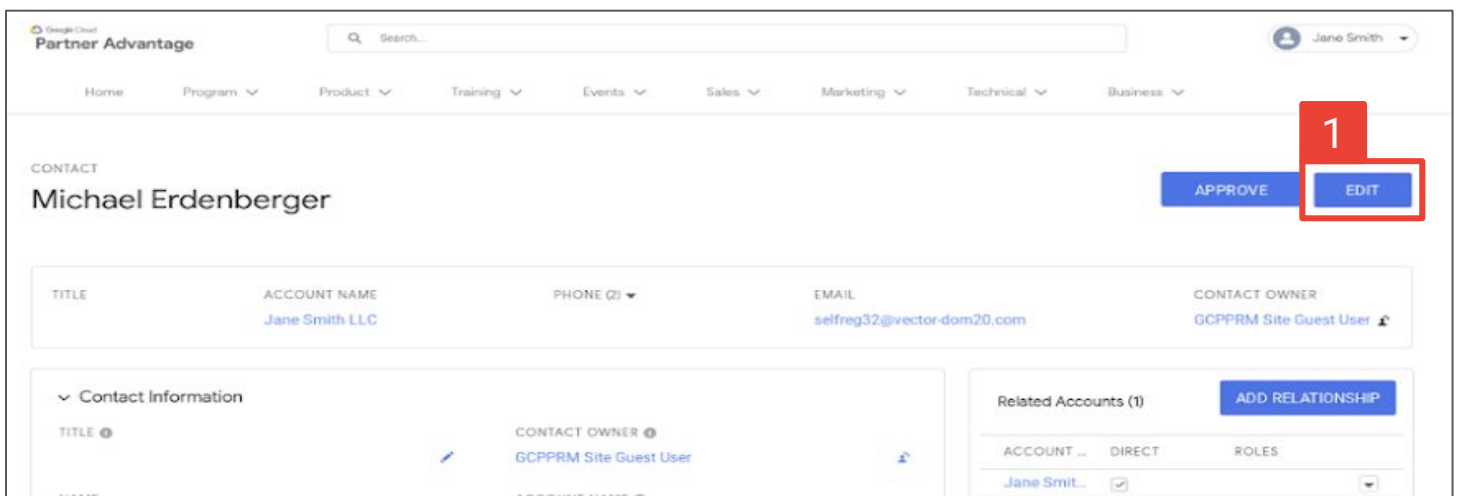 Google Cloud
Partner Advantage
Search...
Jane Smith
Home Program Product Training Events Sales Marketing Technical Business
1
CONTACT
Michael Erdenberger
APPROVE EDIT
TITLE ACCOUNT NAME PHONE (2) EMAIL CONTACT OWNER
Jane Smith LLC selfreg32@vector-dom20.com GCPPRM Site Guest User
Contact Information
Related Accounts (1) ADD RELATIONSHIP
TITLE CONTACT OWNER
GCPPRM Site Guest User
ACCOUNT ... DIRECT ROLES
Jane Smit...